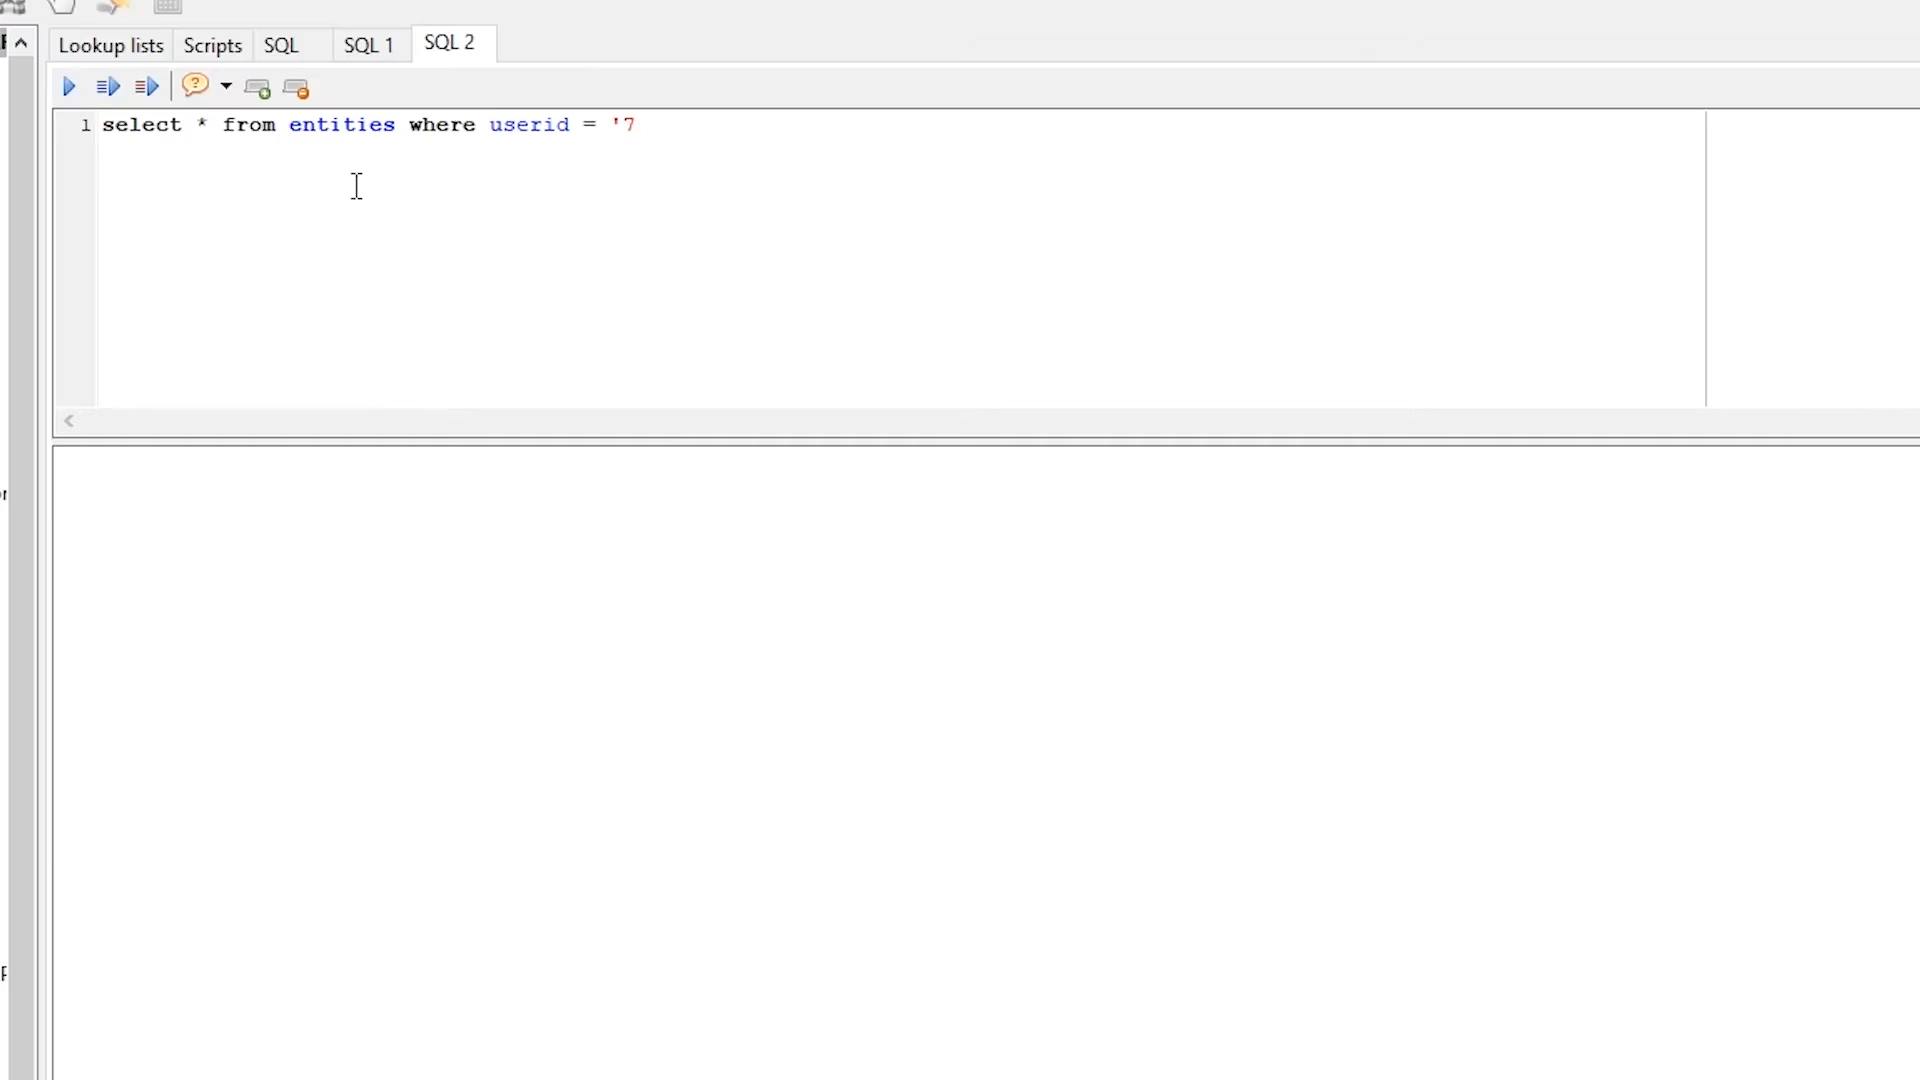 Lookup lists Scripts SQL SQL 1 SQL 2
1 select * from entities where userid = '7